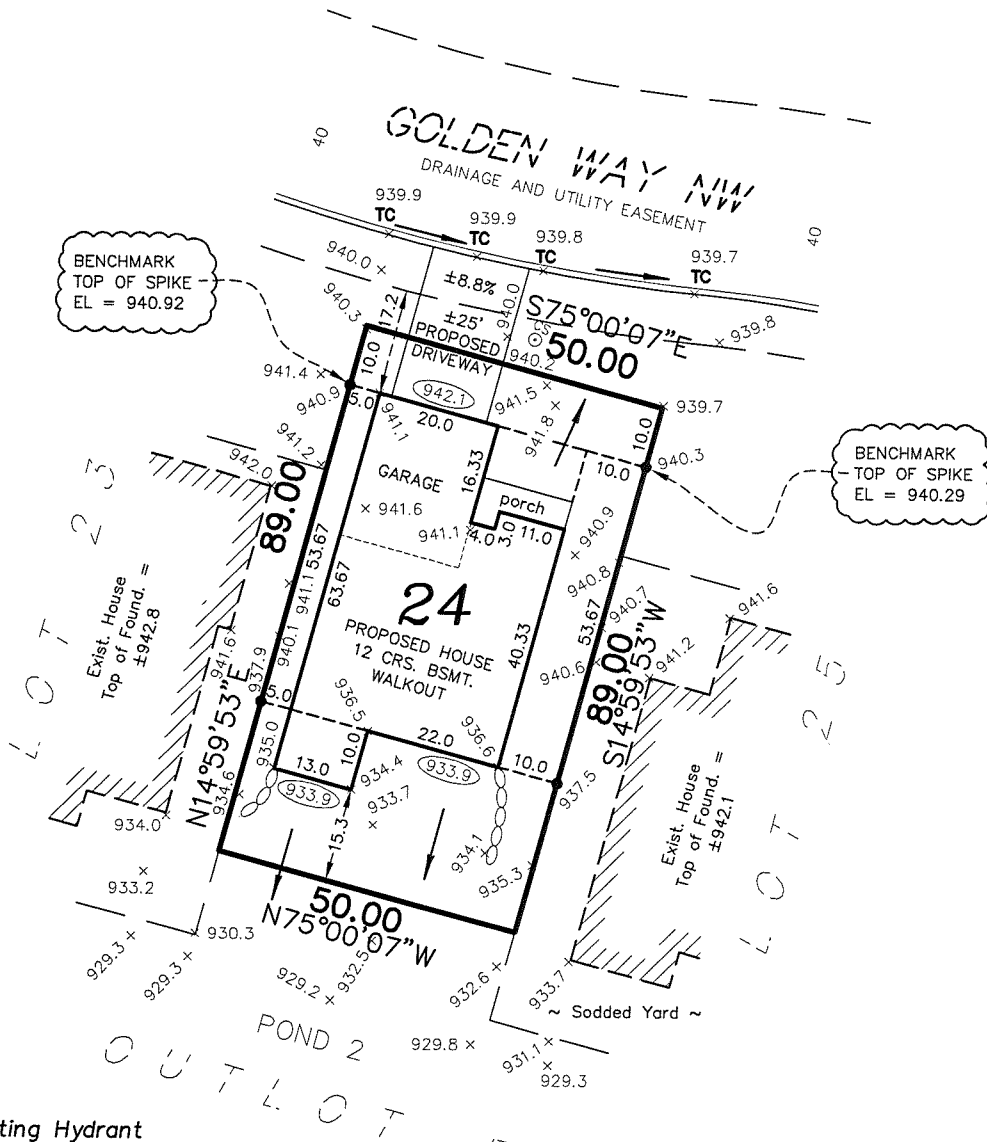 GOLDEN WAY NW
DRAINAGE AND UTILITY EASEMENT
40
40
939.9
TC
939.9
TC
939.8
TC
939.7
TC
BENCHMARK
TOP OF SPIKE
EL = 940.92
940.0
940.3
±8.8%
±25'
PROPOSED
DRIVEWAY
17.2
940.0
CS
S75°00'07"E
50.00
939.8
940.2
10.0
941.4
940.9
5.0
941.1
942.1
20.0
941.5
941.8
939.7
10.0
10.0
940.3
BENCHMARK
TOP OF SPIKE
EL = 940.29
941.2
942.0
GARAGE
16.33
941.6
941.1
porch
4.0
3.0
11.0
940.9
940.8
940.7
941.6
941.2
940.6
89.00
53.67
63.67
941.1
940.1
LOT 23
Exist. House =
Top of Found.
±942.8
941.6
937.9
24
PROPOSED HOUSE
12 CRS. BSMT.
WALKOUT
40.33
53.67
89.00
S14°59'53"W
LOT 25
Exist. House =
Top of Found.
±942.1
N14°59'53"E
5.0
935.0
936.5
10.0
22.0
936.6
10.0
937.5
13.0
933.9
934.4
933.9
933.7
934.6
934.0
15.3
934.1
935.3
933.2
50.00
N75°00'07"W
930.3
929.3
929.3
929.2
932.5
932.6
933.7
~ Sodded Yard ~
POND 2
929.8
931.1
929.3
OUTLOT
ting Hydrant